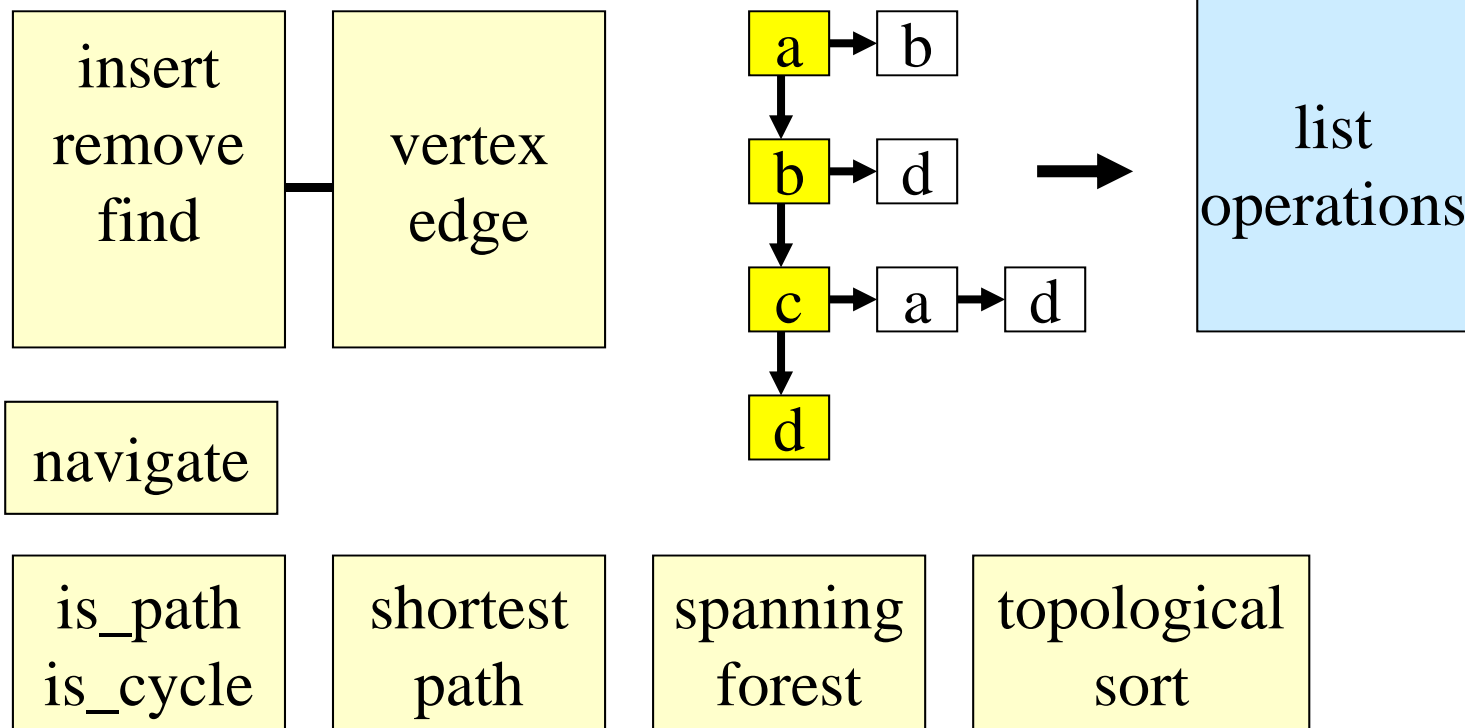 insert
remove
find
vertex
edge
a b
b d
c a d
d
list
operations
navigate
is_path
is_cycle
shortest
path
spanning
forest
topological
sort